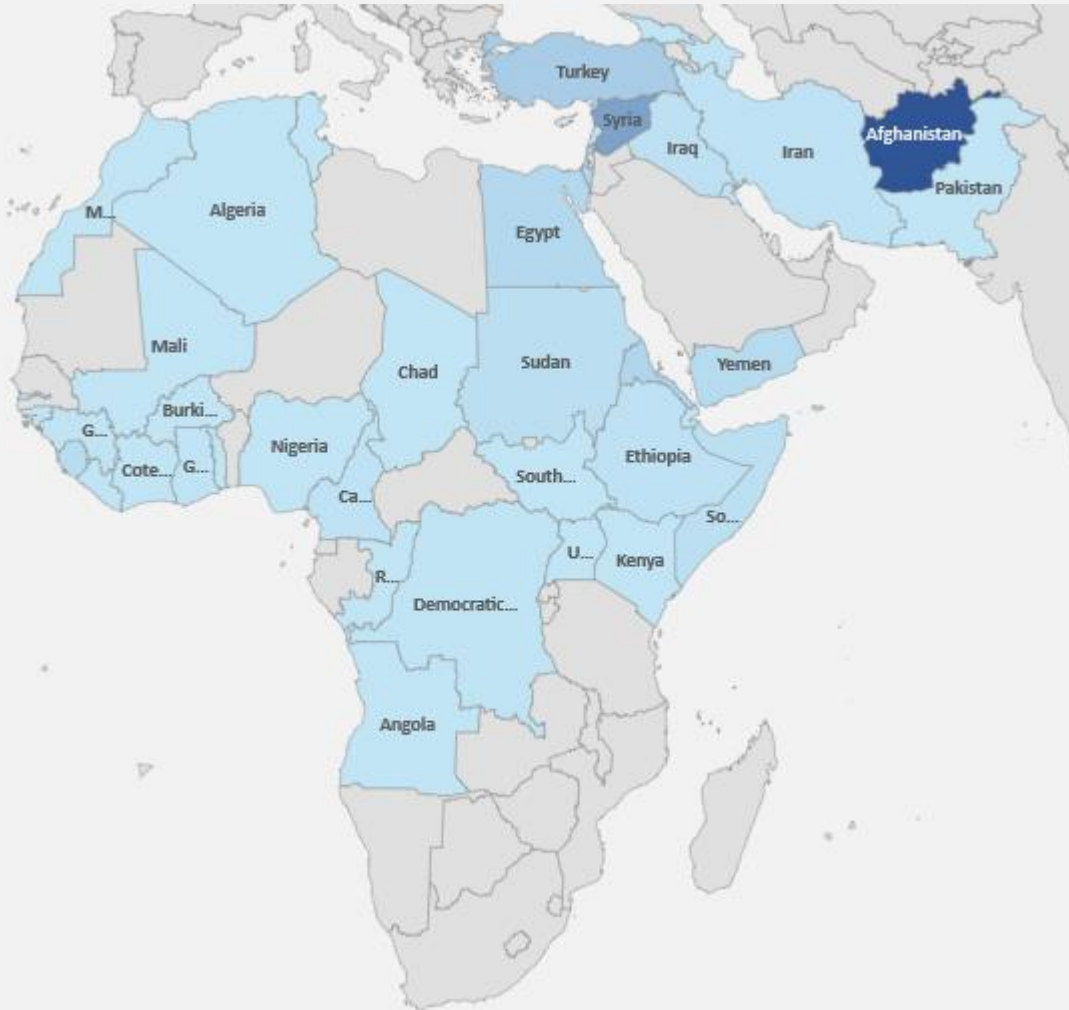 Turkey
Syria
Afghanistan
Iraq
Iran
Pakistan
M...
Algeria
Egypt
Mali
Chad
Sudan
Yemen
Burki...
G...
Nigeria
Ethiopia
Cote...
G...
Ca...
South...
So...
R...
U...
Kenya
Democratic...
Angola